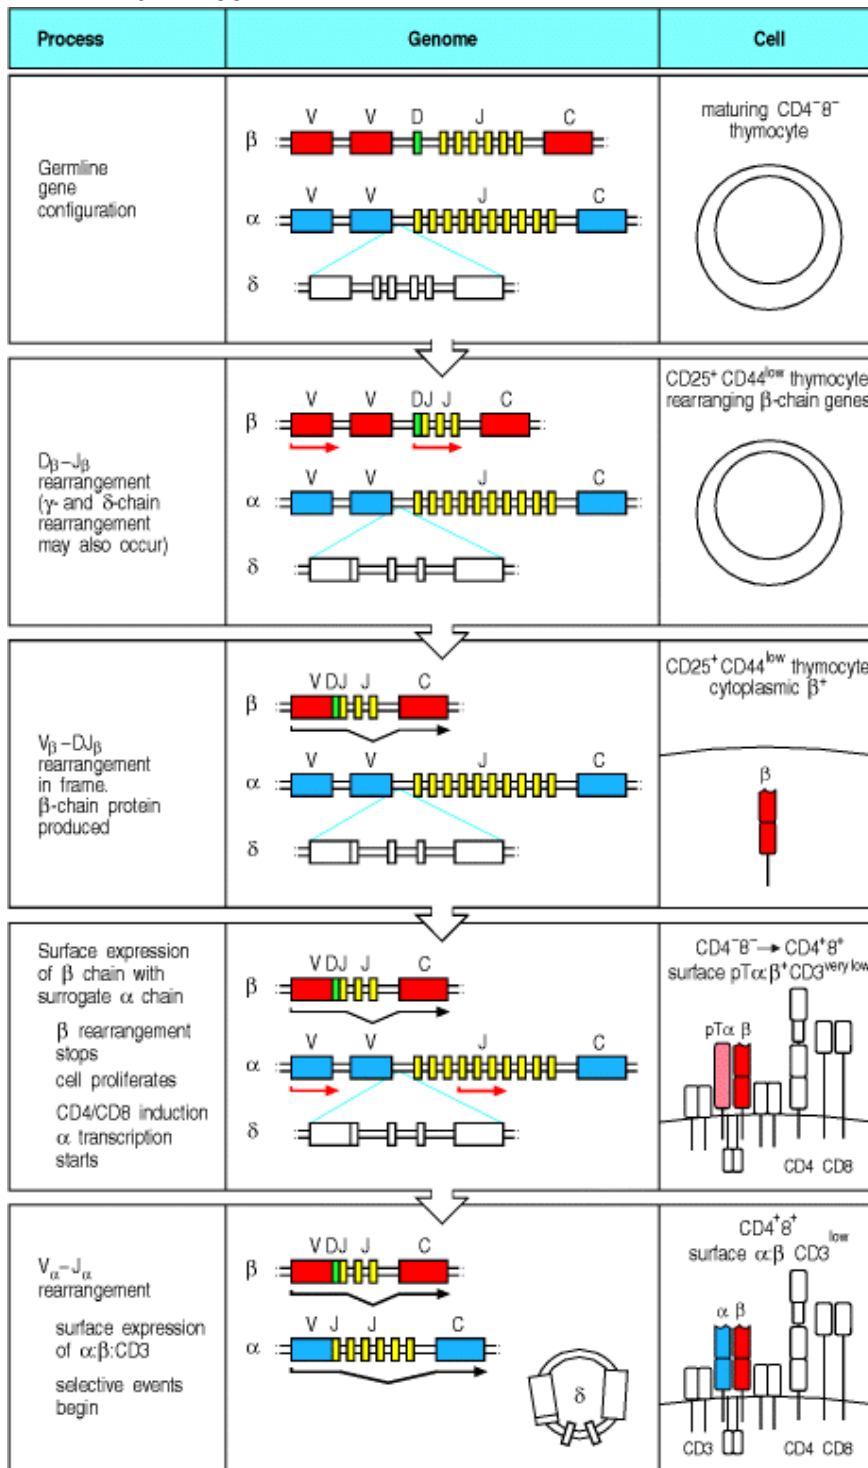 Process Genome Cell
Germline
gene
configuration
V V D J C
β
V V J C
α
δ
maturing CD4⁻8⁻
thymocyte
Dβ–Jβ
rearrangement
(γ- and δ-chain
rearrangement
may also occur)
V V DJ J C
β
V V J C
α
δ
CD25⁺ CD44low thymocyte
rearranging β-chain genes
Vβ–DJβ
rearrangement
in frame.
β-chain protein
produced
V DJ J C
β
V V J C
α
δ
CD25⁺ CD44low thymocyte
cytoplasmic β⁺
β
Surface expression
of β chain with
surrogate α chain
β rearrangement
stops
cell proliferates
CD4/CD8 induction
α transcription
starts
V DJ J C
β
V V J C
α
δ
CD4⁻8⁻ → CD4⁺8⁺
surface pTα:β⁺CD3very low
pTα β
CD4 CD8
Vα–Jα
rearrangement
surface expression
of α:β:CD3
selective events
begin
V DJ J C
β
V J J C
α
δ
CD4⁺8⁺
surface α:β CD3low
α β
CD3 CD4 CD8